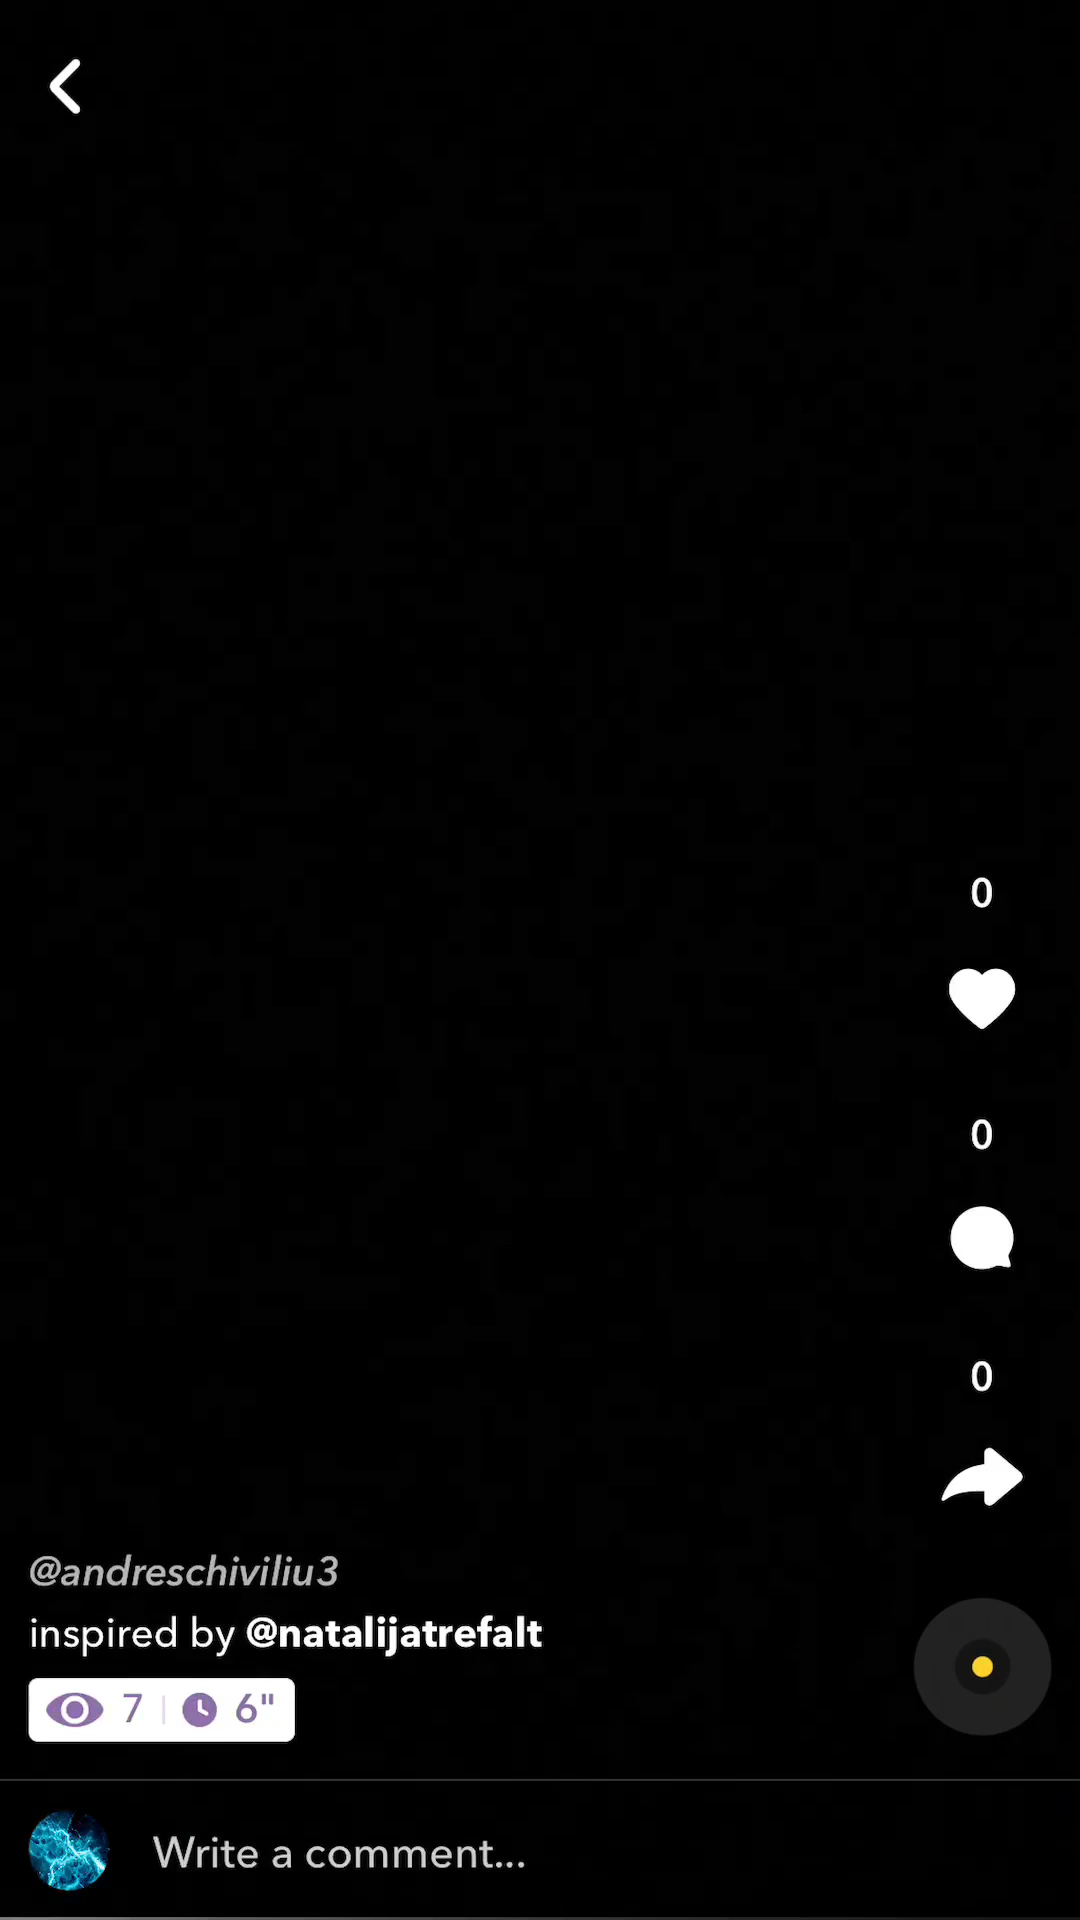 0
0
0
@andreschiviliu3
inspired by @natalijatrefalt
7 | 6"
Write a comment...